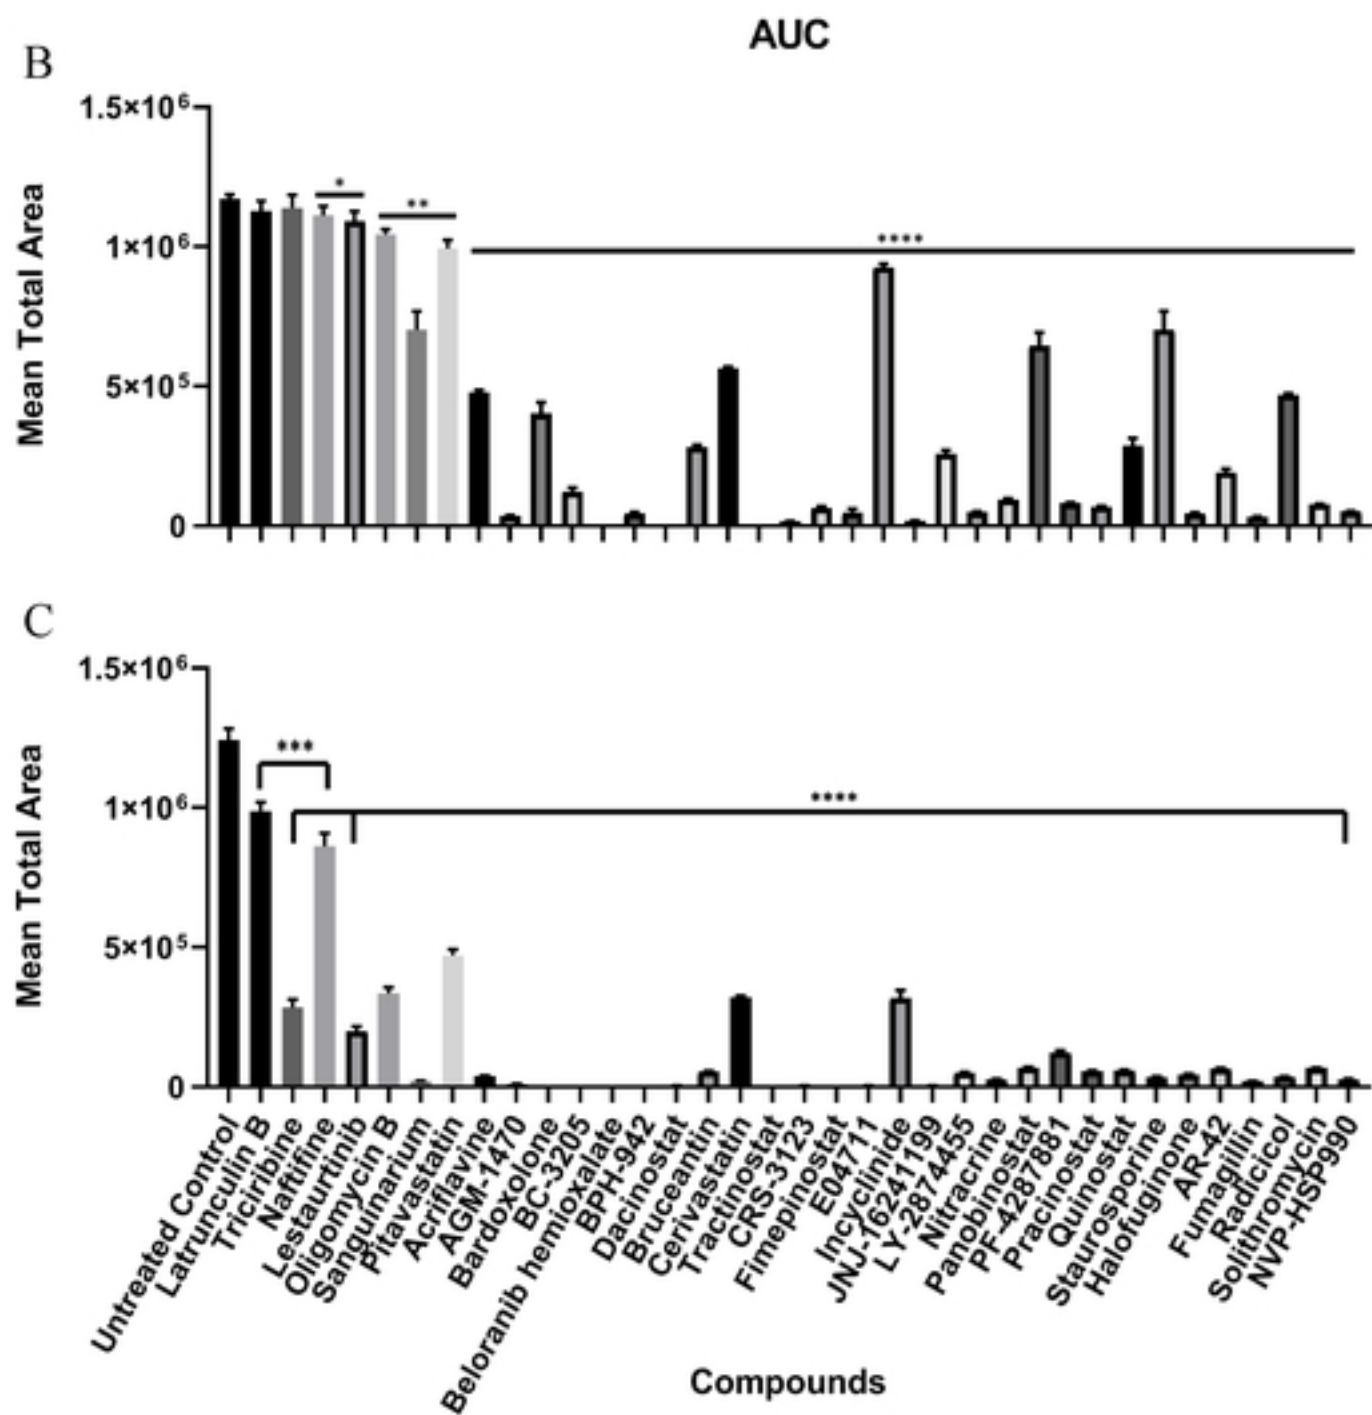 AUC
B
1.5×10⁶
1×10⁶
5×10⁵
0
Mean Total Area
*
**
****
C
1.5×10⁶
1×10⁶
5×10⁵
0
Mean Total Area
***
****
Untreated Control
Latrunculin B
Triciribine
Naftifine
Lestaurtinib
Oligomycin B
Sanguinarium
Pitavastatin
Acriflavine
AGM-1470
Bardoxolone
BC-3205
Beloranib hemioxalate
BPH-942
Dacinostat
Bruceantin
Cerivastatin
Tractinostat
CRS-3123
Fimepinostat
E04711
Incyclinide
JNJ-16241199
LY-2874455
Nitracrine
Panobinostat
PF-4287881
Pracinostat
Quinostat
Staurosporine
Halofuginone
AR-42
Fumagillin
Radicicol
Solithromycin
NVP-HSP990
Compounds